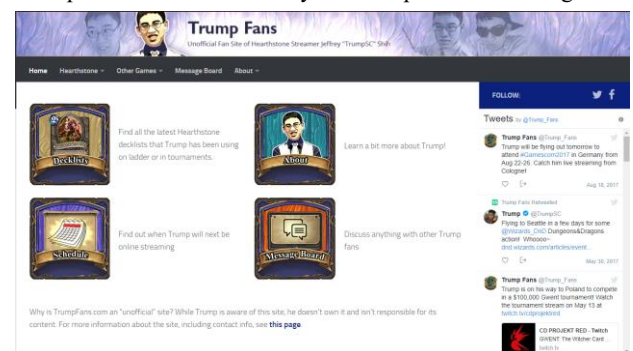 Trump Fans
Unofficial Fan Site of Hearthstone Streamer Jeffrey "TrumpSC" Shih
Home Hearthstone Other Games Message Board About
Decklists
Find all the latest Hearthstone
decklists that Trump has been using
on ladder or in tournaments.
About
Learn a bit more about Trump!
Schedule
Find out when Trump will next be
online streaming
Message Board
Discuss anything with other Trump
fans
Why is TrumpFans.com an "unofficial" site? While Trump is aware of this site, he doesn't own it and isn't responsible for its
content. For more information about the site, including contact info, see this page
FOLLOW:
Tweets by @Trump_Fans
Trump Fans @Trump_Fans
Trump will be flying out tomorrow to
attend #Gamescom2017 in Germany from
Aug 22-26. Catch him live streaming from
Cologne!
Aug 18, 2017
Trump Fans Retweeted
Trump @TrumpSC
Flying to Seattle in a few days for some
@Wizards_DnD Dungeons&Dragons
action! Whooo~
dnd.wizards.com/articles/event...
May 30, 2017
Trump Fans @Trump_Fans
Trump is on his way to Poland to compete
in a $100,000 Gwent tournament! Watch
the tournament stream on May 13 at
twitch.tv/cdprojektred
CD PROJEKT RED - Twitch
GWENT: The Witcher Card ...
twitch.tv